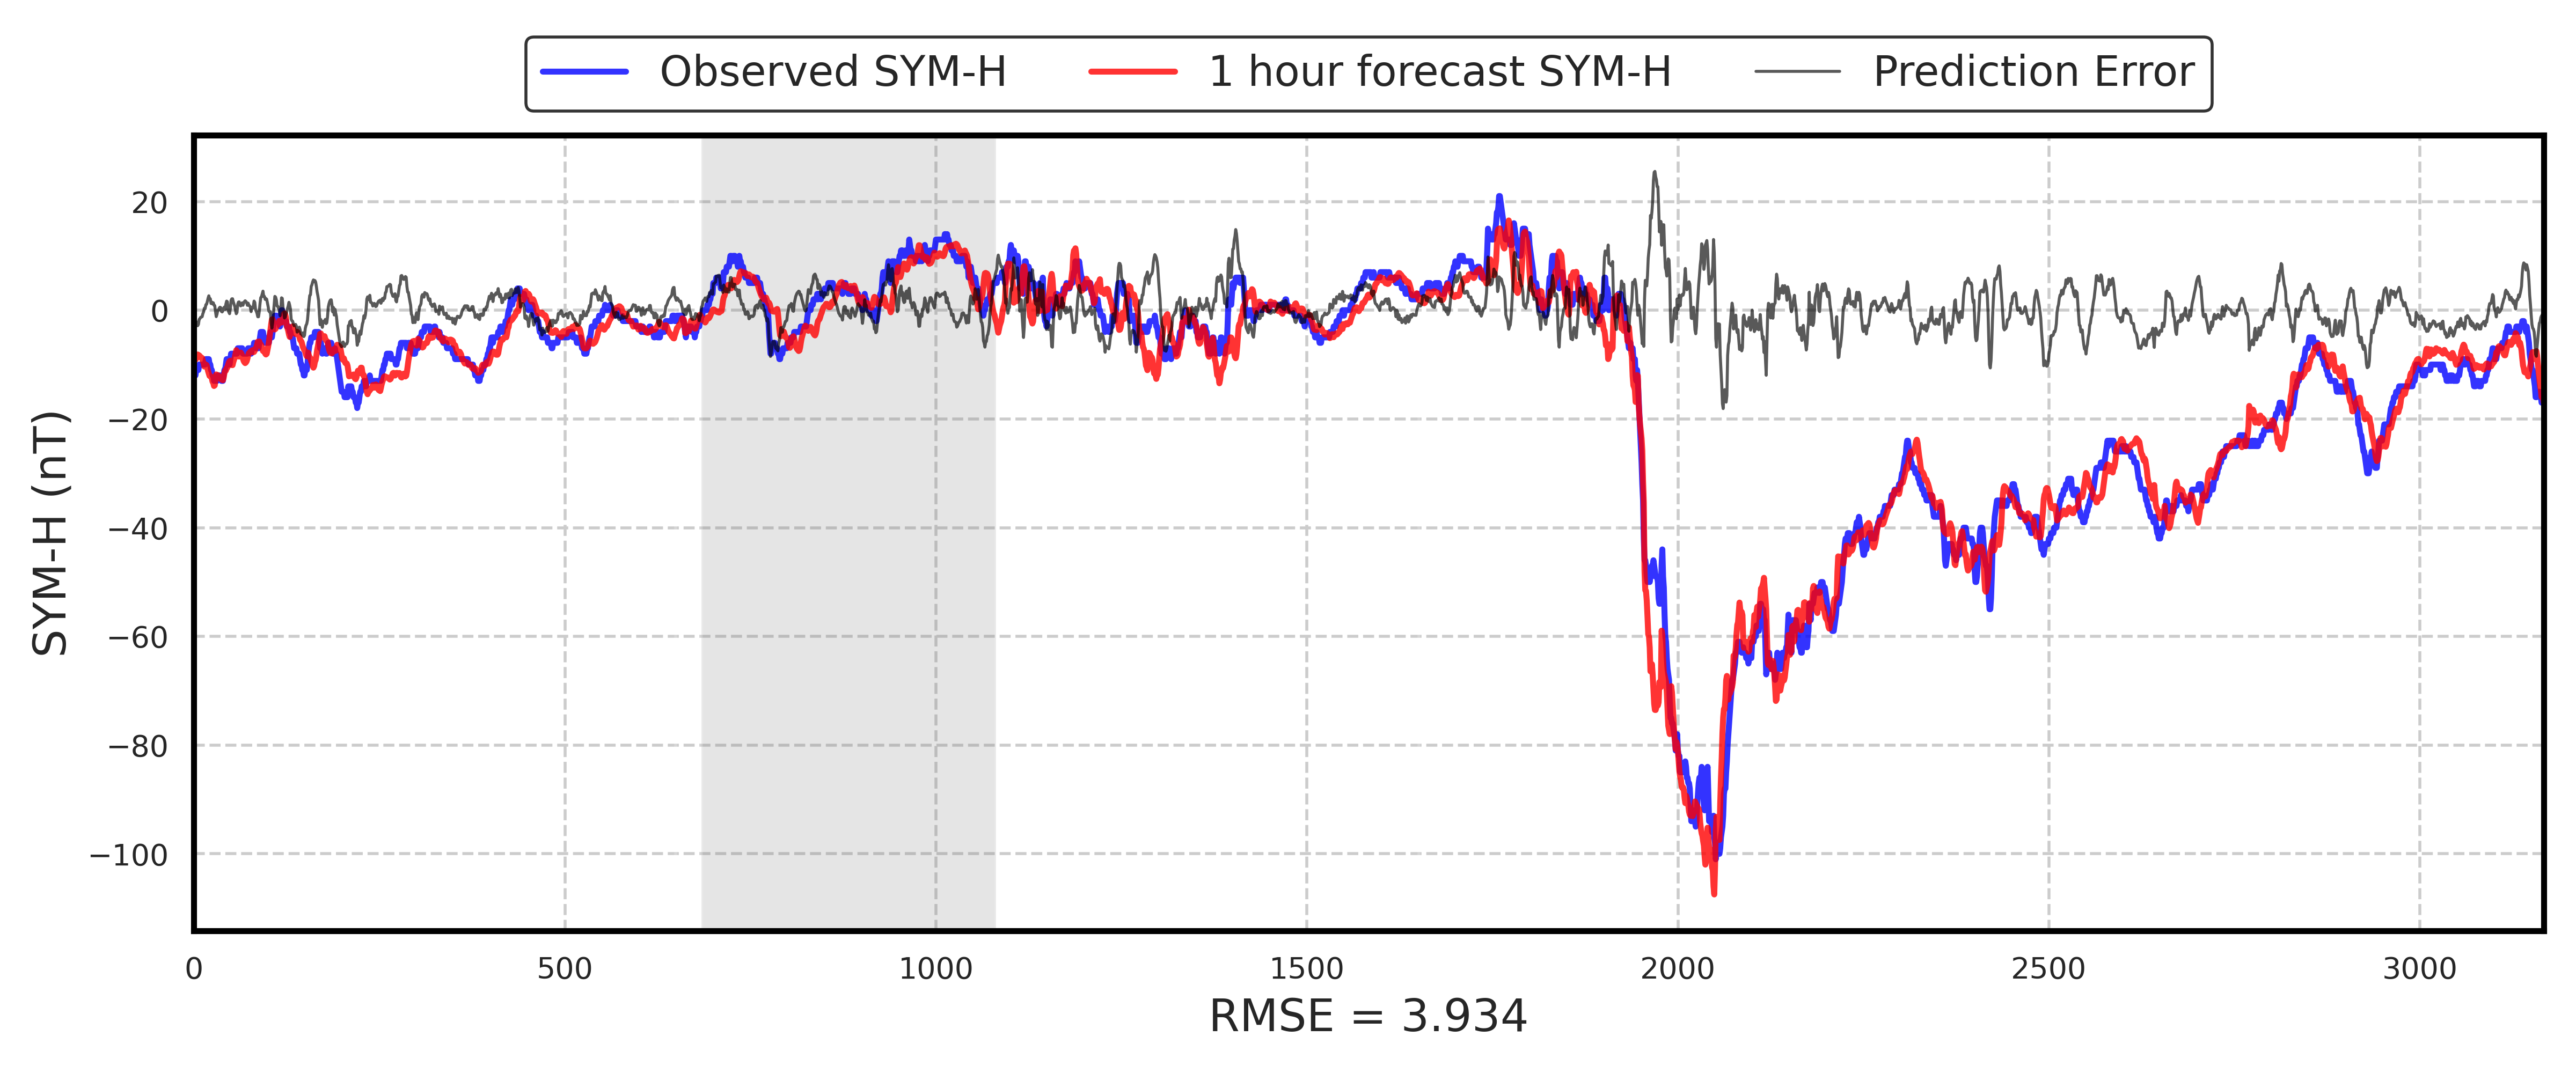 Observed SYM-H 1 hour forecast SYM-H Prediction Error
SYM-H (nT)
20
0
−20
−40
−60
−80
−100
0 500 1000 1500 2000 2500 3000
RMSE = 3.934